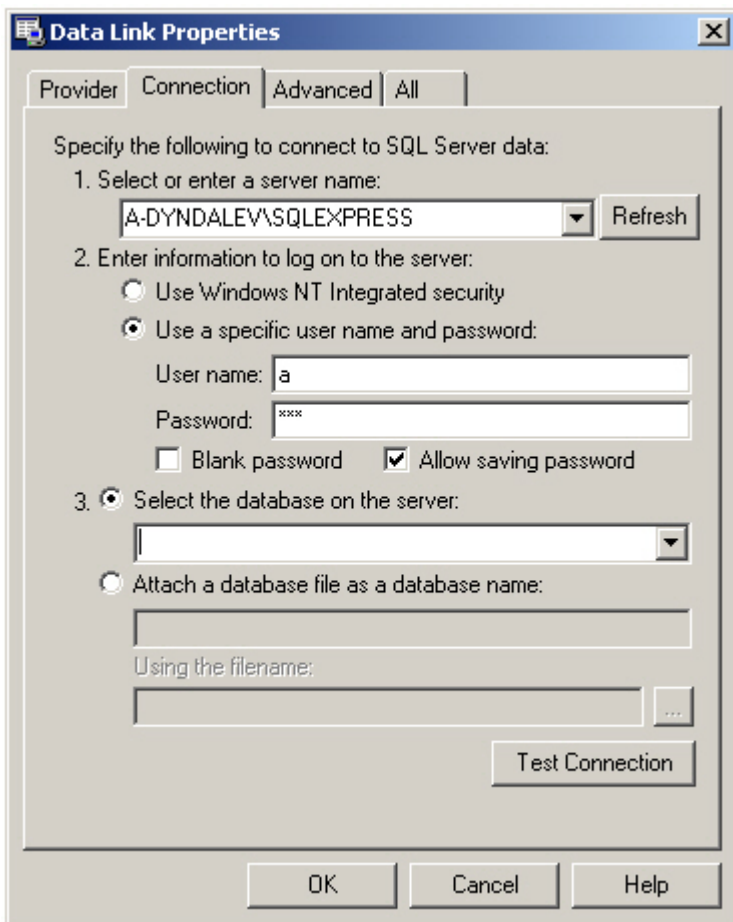 Data Link Properties
Provider Connection Advanced All
Specify the following to connect to SQL Server data:
1. Select or enter a server name:
A-DYNDALEV\SQLEXPRESS Refresh
2. Enter information to log on to the server:
Use Windows NT Integrated security
Use a specific user name and password:
User name: a
Password: ***
Blank password Allow saving password
3. Select the database on the server:
Attach a database file as a database name:
Using the filename:
...
Test Connection
OK Cancel Help